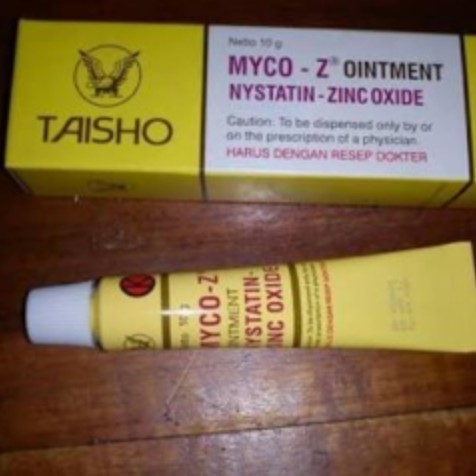 Netto 10 g
MYCO - Z® OINTMENT
NYSTATIN - ZINC OXIDE
TAISHO
Caution: To be dispensed only by or
on the prescription of a physician
HARUS DENGAN RESEP DOKTER
K
MYCO-Z
OINTMENT
NYSTATIN-
ZINC OXIDE